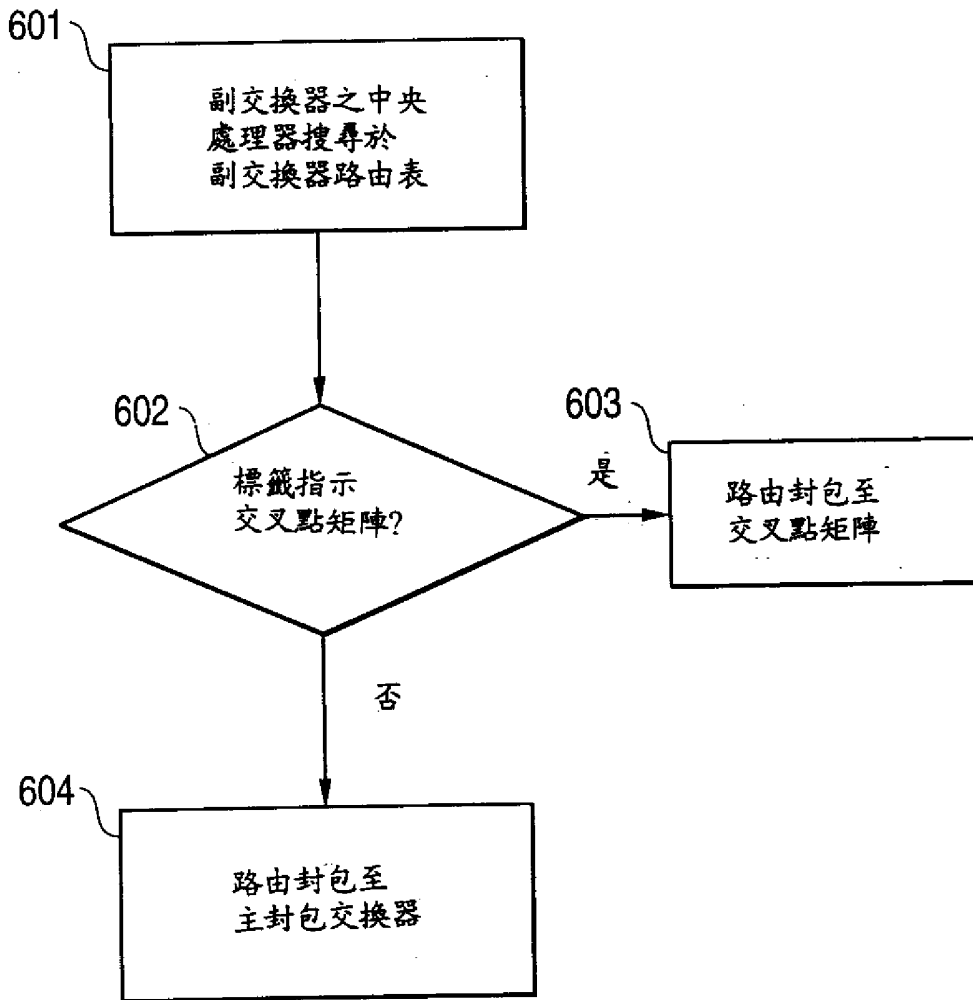 601
副交換器之中央
處理器搜尋於
副交換器路由表
602
標籤指示
交叉點矩陣?
是
603
路由封包至
交叉點矩陣
否
604
路由封包至
主封包交換器